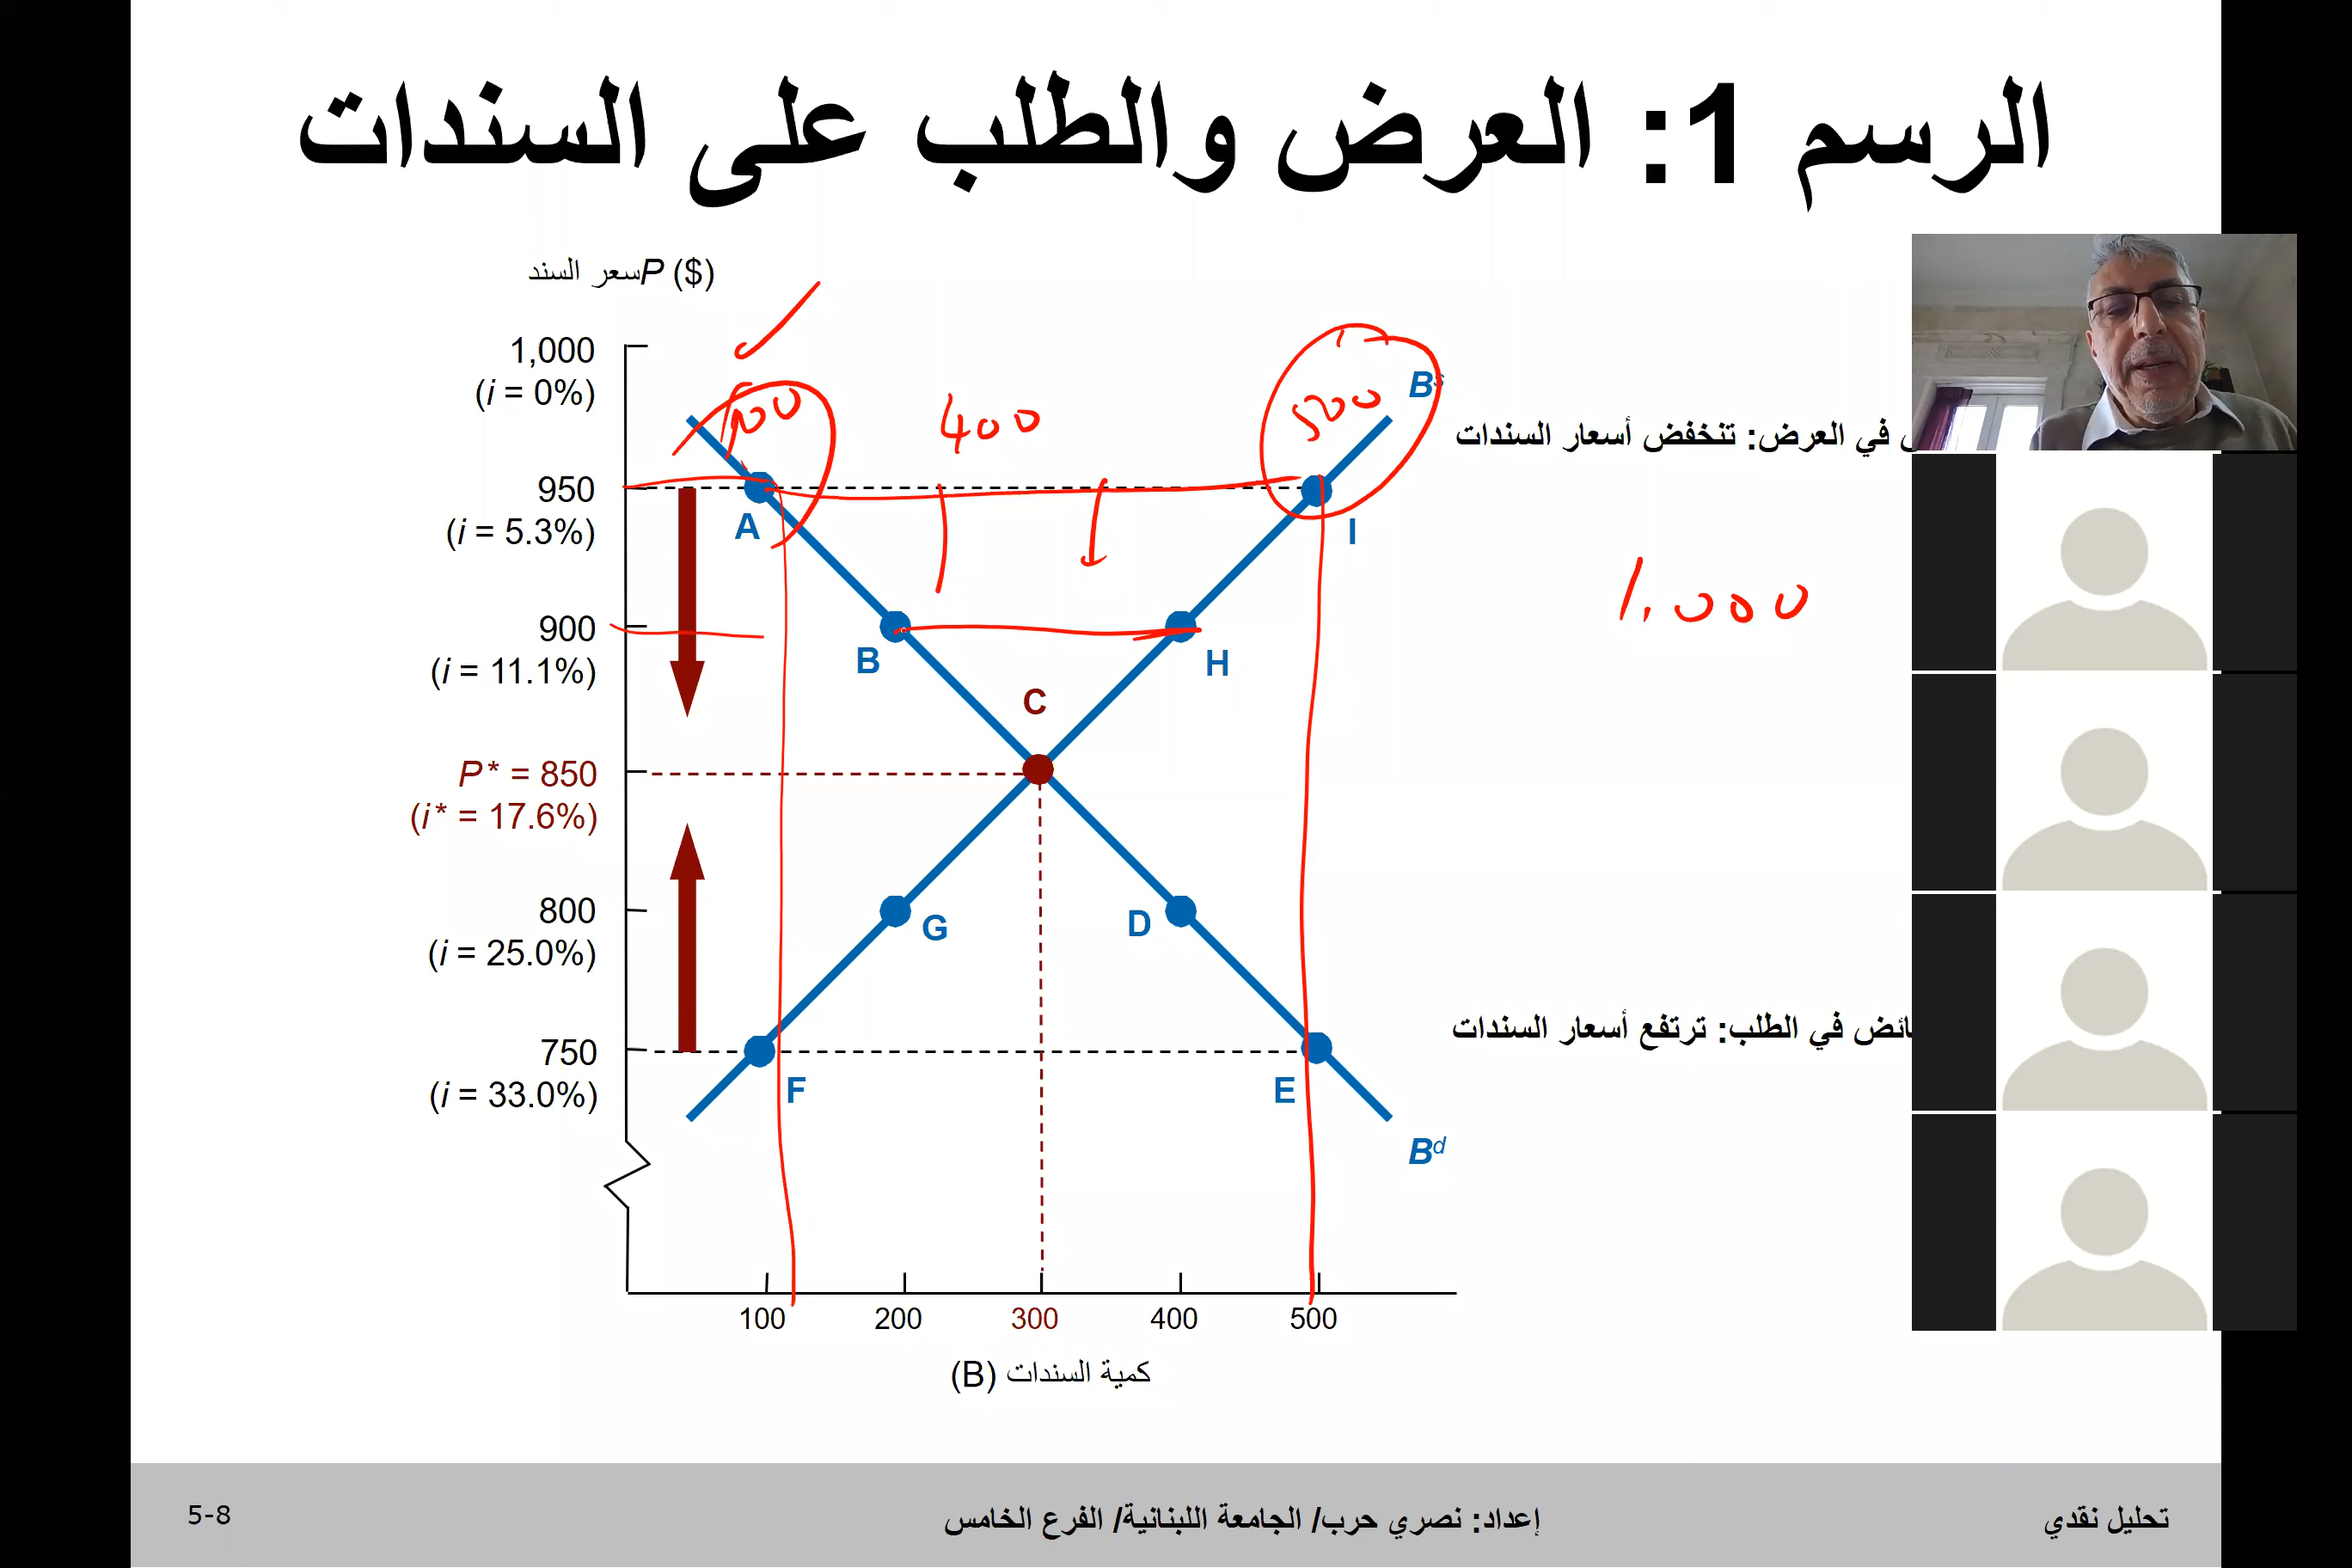 الرسم 1: العرض والطلب على السندات
سعر السند P ($)
1,000
(i = 0%)
950
(i = 5.3%)
900
(i = 11.1%)
P* = 850
(i* = 17.6%)
800
(i = 25.0%)
750
(i = 33.0%)
100
400
500
Bs
في العرض: تنخفض أسعار السندات
A
I
1,000
B
H
C
G
D
في الطلب: ترتفع أسعار السندات
F
E
Bd
100 200 300 400 500
كمية السندات (B)
5-8
إعداد: نصري حرب/ الجامعة اللبنانية/ الفرع الخامس
تحليل نقدي